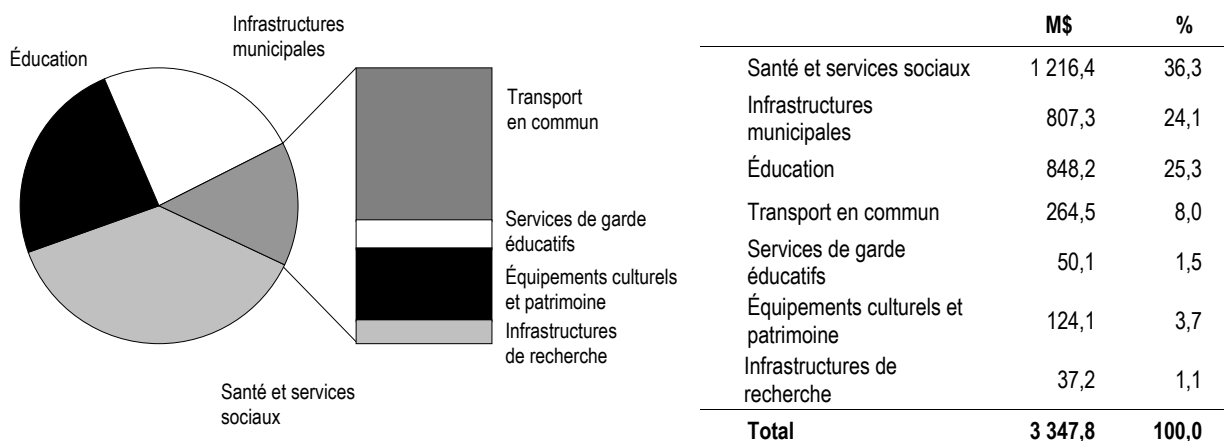 Infrastructures
municipales
Éducation
Transport
en commun
Services de garde
éducatifs
Équipements culturels
et patrimoine
Infrastructures
de recherche
Santé et services
sociaux
M$ %
Santé et services sociaux 1 216,4 36,3
Infrastructures
municipales 807,3 24,1
Éducation 848,2 25,3
Transport en commun 264,5 8,0
Services de garde
éducatifs 50,1 1,5
Équipements culturels et
patrimoine 124,1 3,7
Infrastructures de
recherche 37,2 1,1
Total 3 347,8 100,0